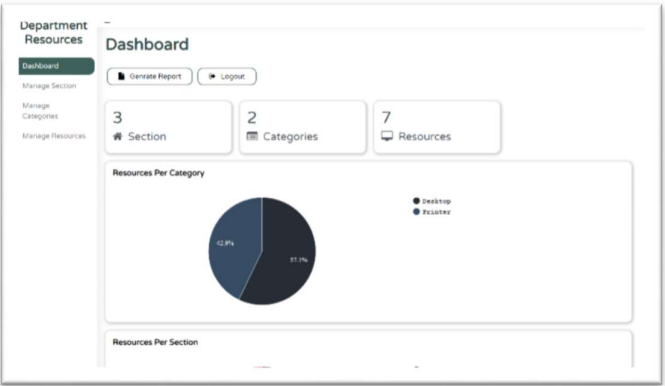 Department
Resources
Dashboard
Manage Section
Manage
Categories
Manage Resources
Dashboard
Genrate Report
Logout
3
Section
2
Categories
7
Resources
Resources Per Category
Desktop
Printer
42.9%
57.1%
Resources Per Section